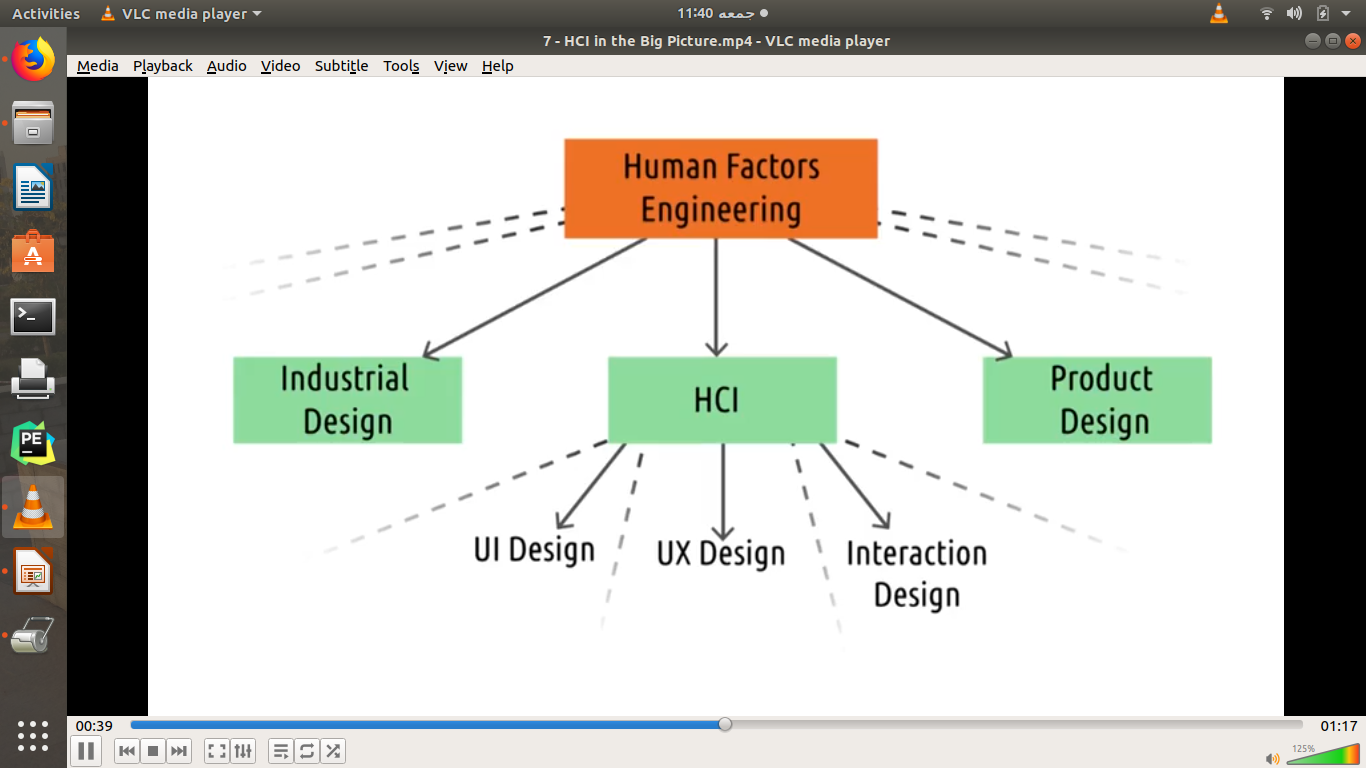 Activities
VLC media player
11:40 جمعه
7 - HCI in the Big Picture.mp4 - VLC media player
Media Playback Audio Video Subtitle Tools View Help
Human Factors
Engineering
Industrial
Design
HCI
Product
Design
UI Design
UX Design
Interaction
Design
PE
00:39
01:17
125%